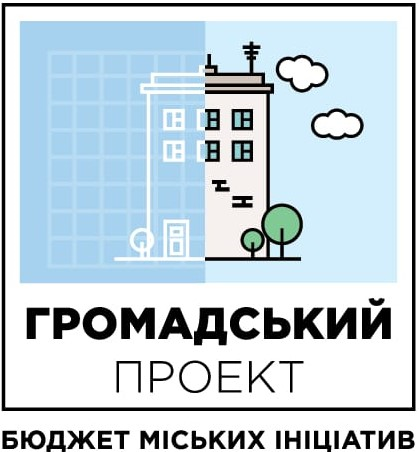 ГРОМАДСЬКИЙ
ПРОЕКТ
БЮДЖЕТ МІСЬКИХ ІНІЦІАТИВ